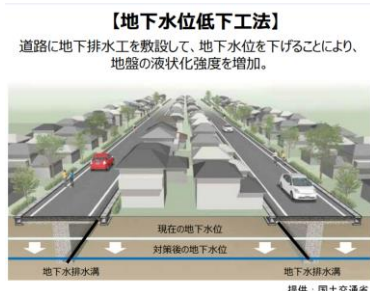 【地下水位低下工法】
道路に地下排水工を敷設して、地下水位を下げることにより、
地盤の液状化強度を増加。
現在の地下水位
対策後の地下水位
地下水排水溝
地下水排水溝
提供：国土交通省